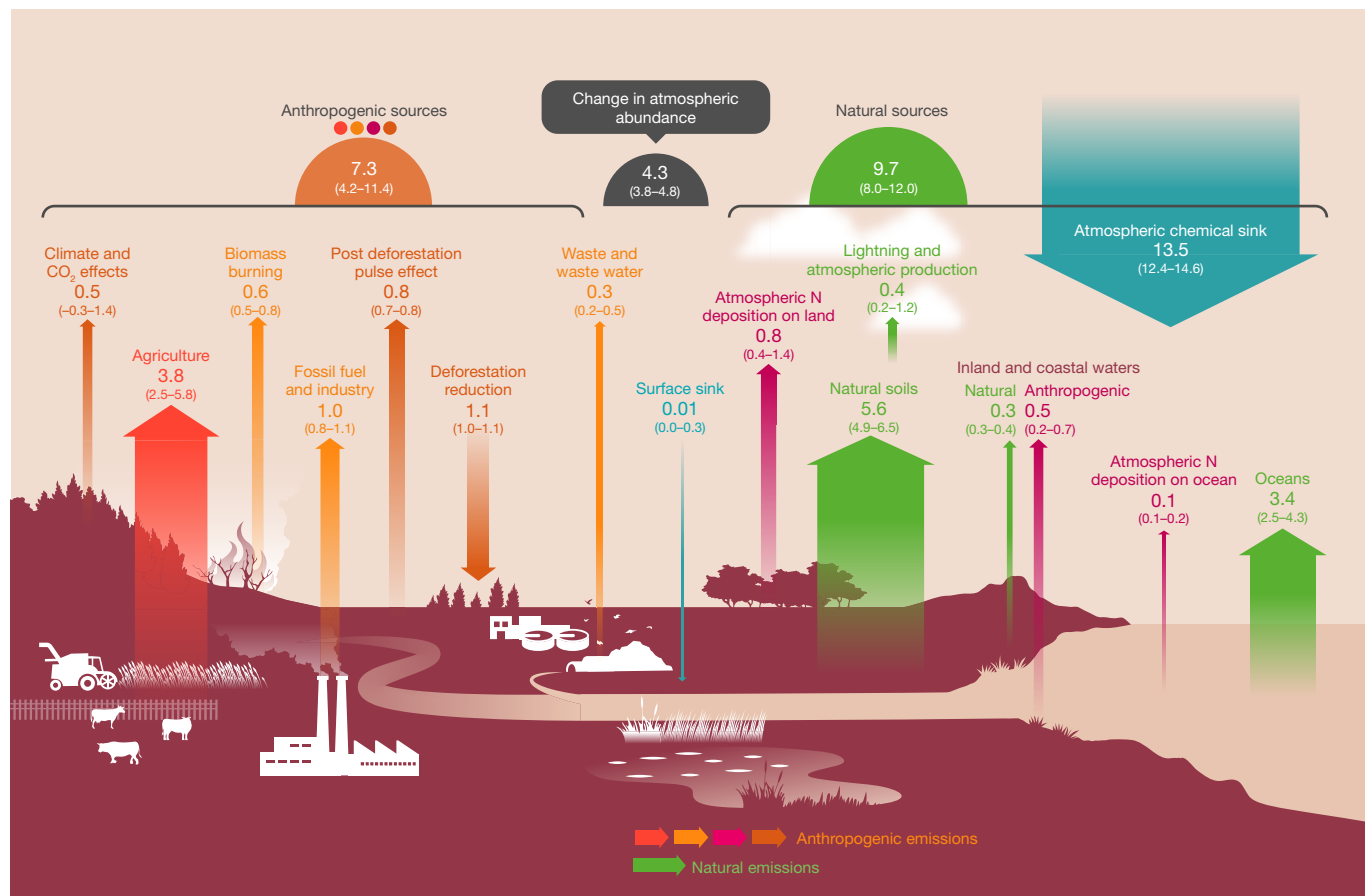 Anthropogenic sources
7.3
(4.2–11.4)
Change in atmospheric
abundance
4.3
(3.8–4.8)
Natural sources
9.7
(8.0–12.0)
Atmospheric chemical sink
13.5
(12.4–14.6)
Climate and
CO₂ effects
0.5
(−0.3–1.4)
Agriculture
3.8
(2.5–5.8)
Biomass
burning
0.6
(0.5–0.8)
Fossil fuel
and industry
1.0
(0.8–1.1)
Post deforestation
pulse effect
0.8
(0.7–0.8)
Deforestation
reduction
1.1
(1.0–1.1)
Waste and
waste water
0.3
(0.2–0.5)
Surface sink
0.01
(0.0–0.3)
Atmospheric N
deposition on land
0.8
(0.4–1.4)
Lightning and
atmospheric production
0.4
(0.2–1.2)
Natural soils
5.6
(4.9–6.5)
Inland and coastal waters
Natural
0.3
(0.3–0.4)
Anthropogenic
0.5
(0.2–0.7)
Atmospheric N
deposition on ocean
0.1
(0.1–0.2)
Oceans
3.4
(2.5–4.3)
Anthropogenic emissions
Natural emissions